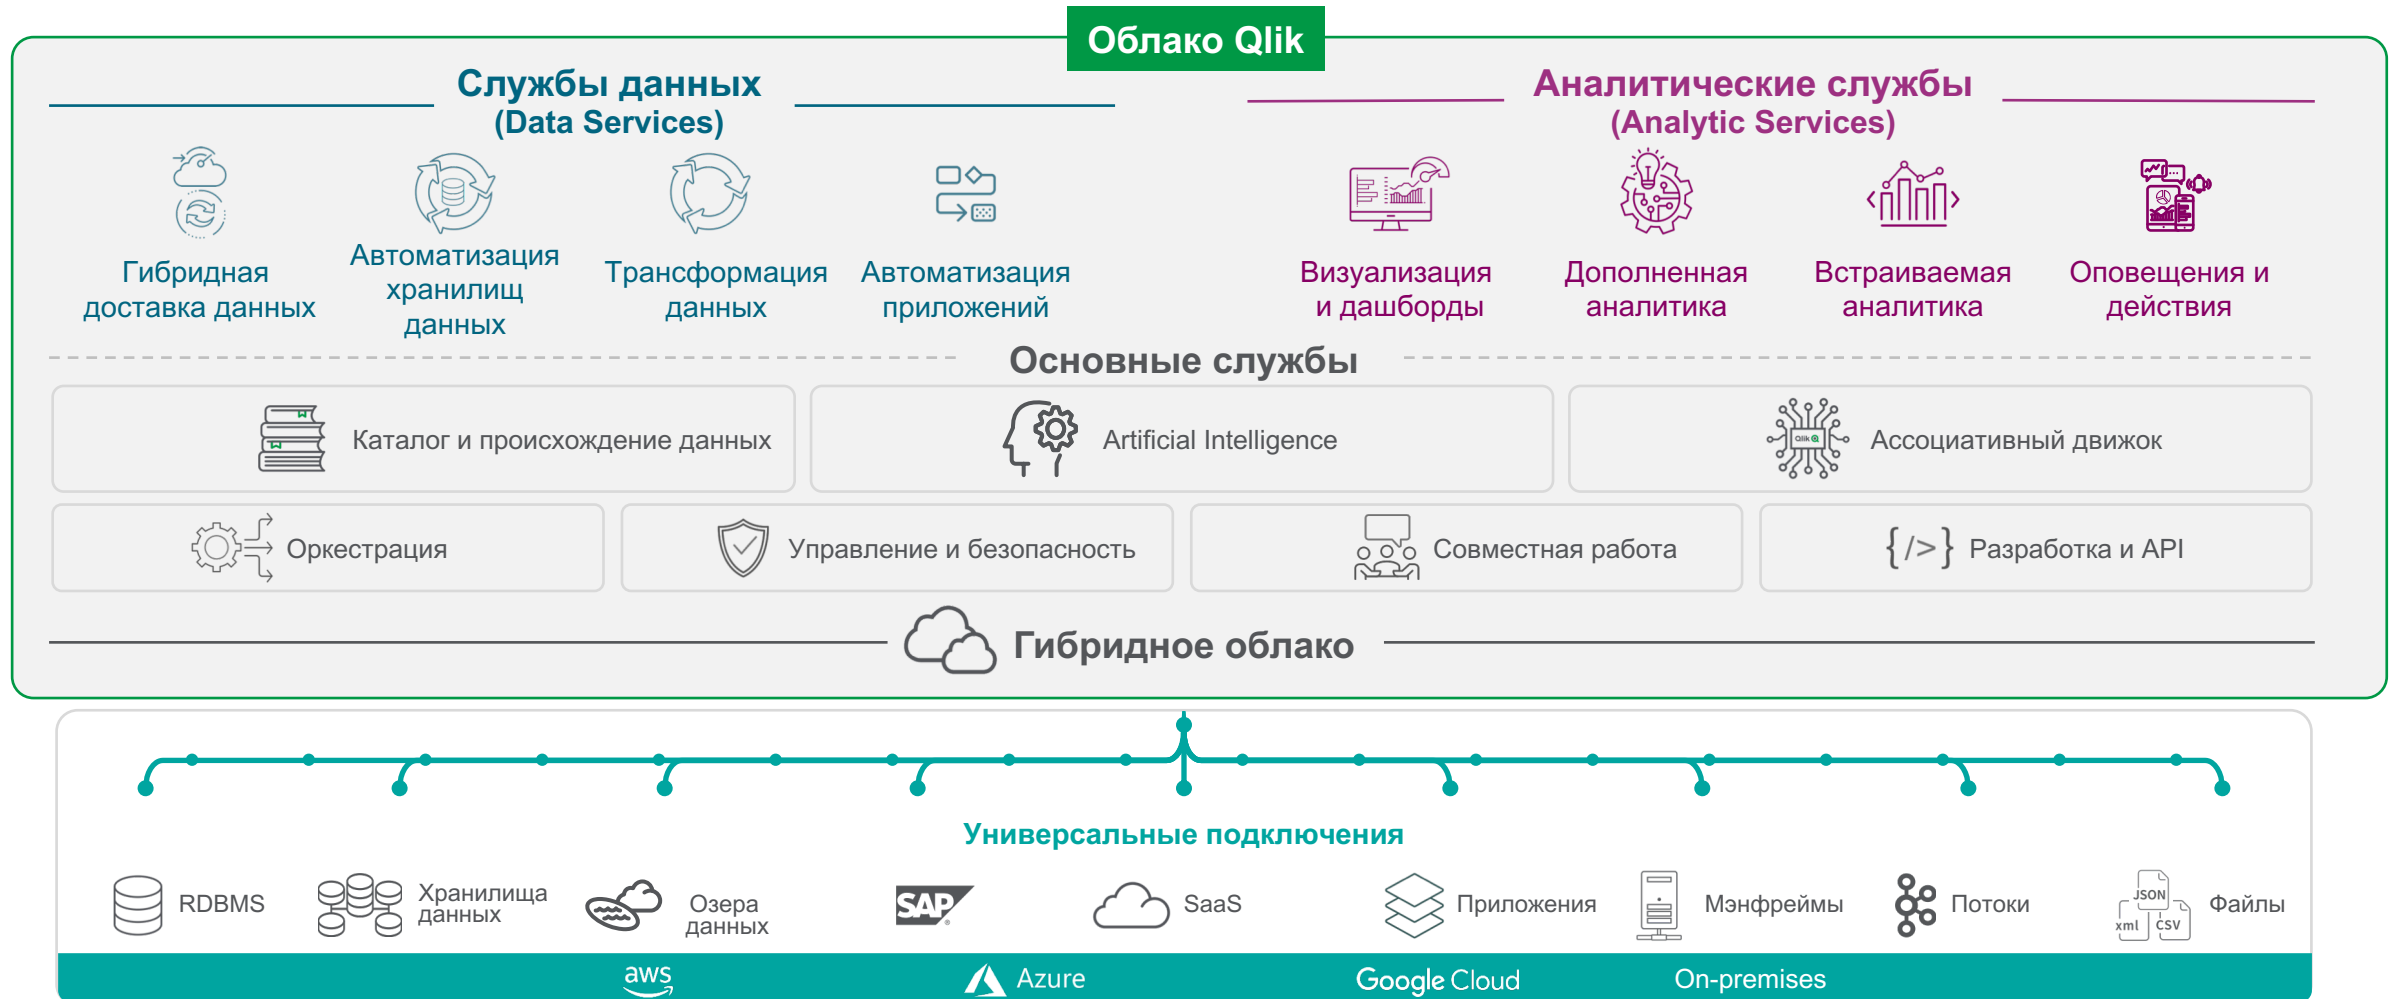 Облако Qlik
Службы данных
(Data Services)
Аналитические службы
(Analytic Services)
Гибридная
доставка данных
Автоматизация
хранилищ
данных
Трансформация
данных
Автоматизация
приложений
Визуализация
и дашборды
Дополненная
аналитика
Встраиваемая
аналитика
Оповещения и
действия
Основные службы
Каталог и происхождение данных
Artificial Intelligence
Qlik
Ассоциативный движок
Оркестрация
Управление и безопасность
Совместная работа
{/>} Разработка и API
Гибридное облако
Универсальные подключения
RDBMS
Хранилища
данных
Озера
данных
SAP
SaaS
Приложения
Мэнфреймы
Потоки
JSON
xml
CSV
Файлы
aws
Azure
Google Cloud
On-premises